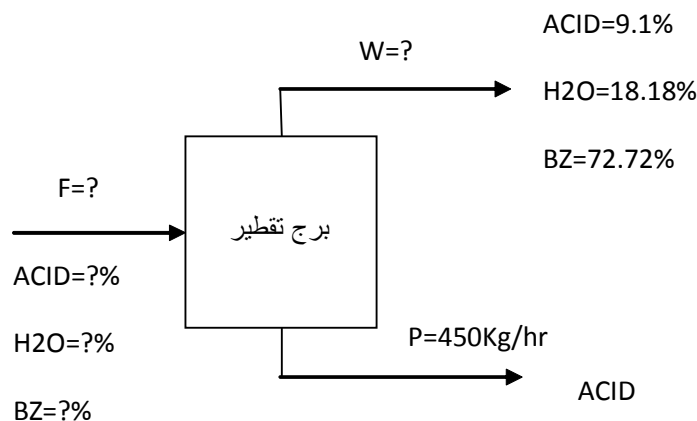 W=?
ACID=9.1%
H2O=18.18%
BZ=72.72%
F=?
برج تقطير
ACID=?%
H2O=?%
BZ=?%
P=450Kg/hr
ACID